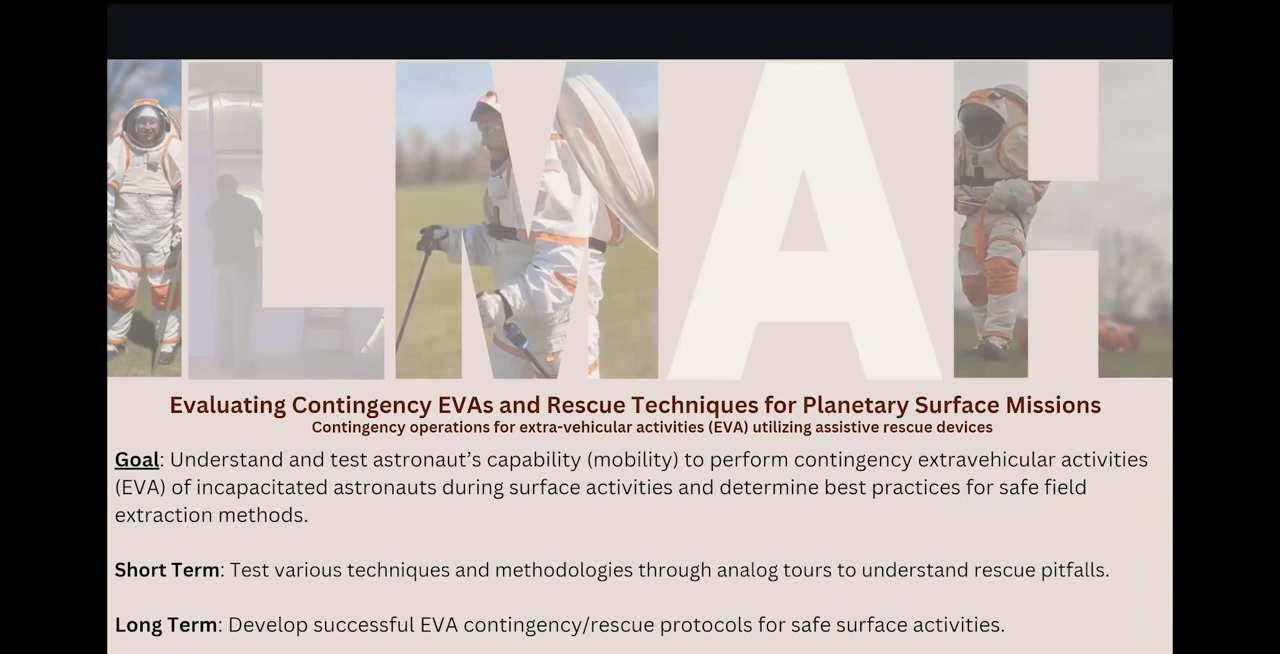 LMAH
Evaluating Contingency EVAs and Rescue Techniques for Planetary Surface Missions
Contingency operations for extra-vehicular activities (EVA) utilizing assistive rescue devices
Goal: Understand and test astronaut’s capability (mobility) to perform contingency extravehicular activities
(EVA) of incapacitated astronauts during surface activities and determine best practices for safe field
extraction methods.
Short Term: Test various techniques and methodologies through analog tours to understand rescue pitfalls.
Long Term: Develop successful EVA contingency/rescue protocols for safe surface activities.